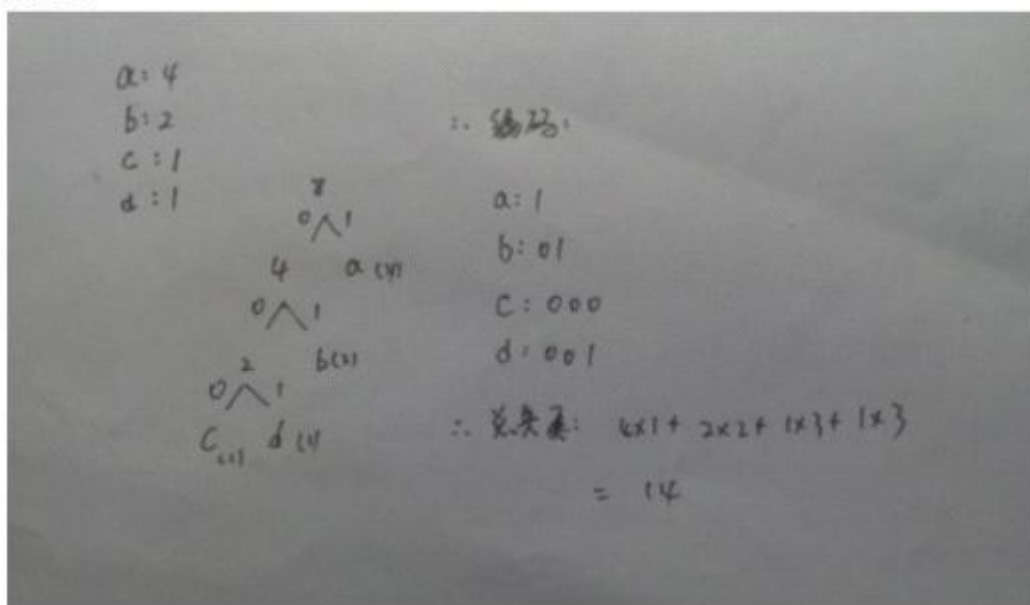 a: 4
b: 2
c: 1
d: 1
8
0 1
4 a (4)
0 1
2 b(2)
0 1
C (1) d (1)
∴ 编码:
a: 1
b: 01
C: 000
d: 001
∴ 总长度: 4×1+ 2×2+ 1×3+ 1×3
= 14